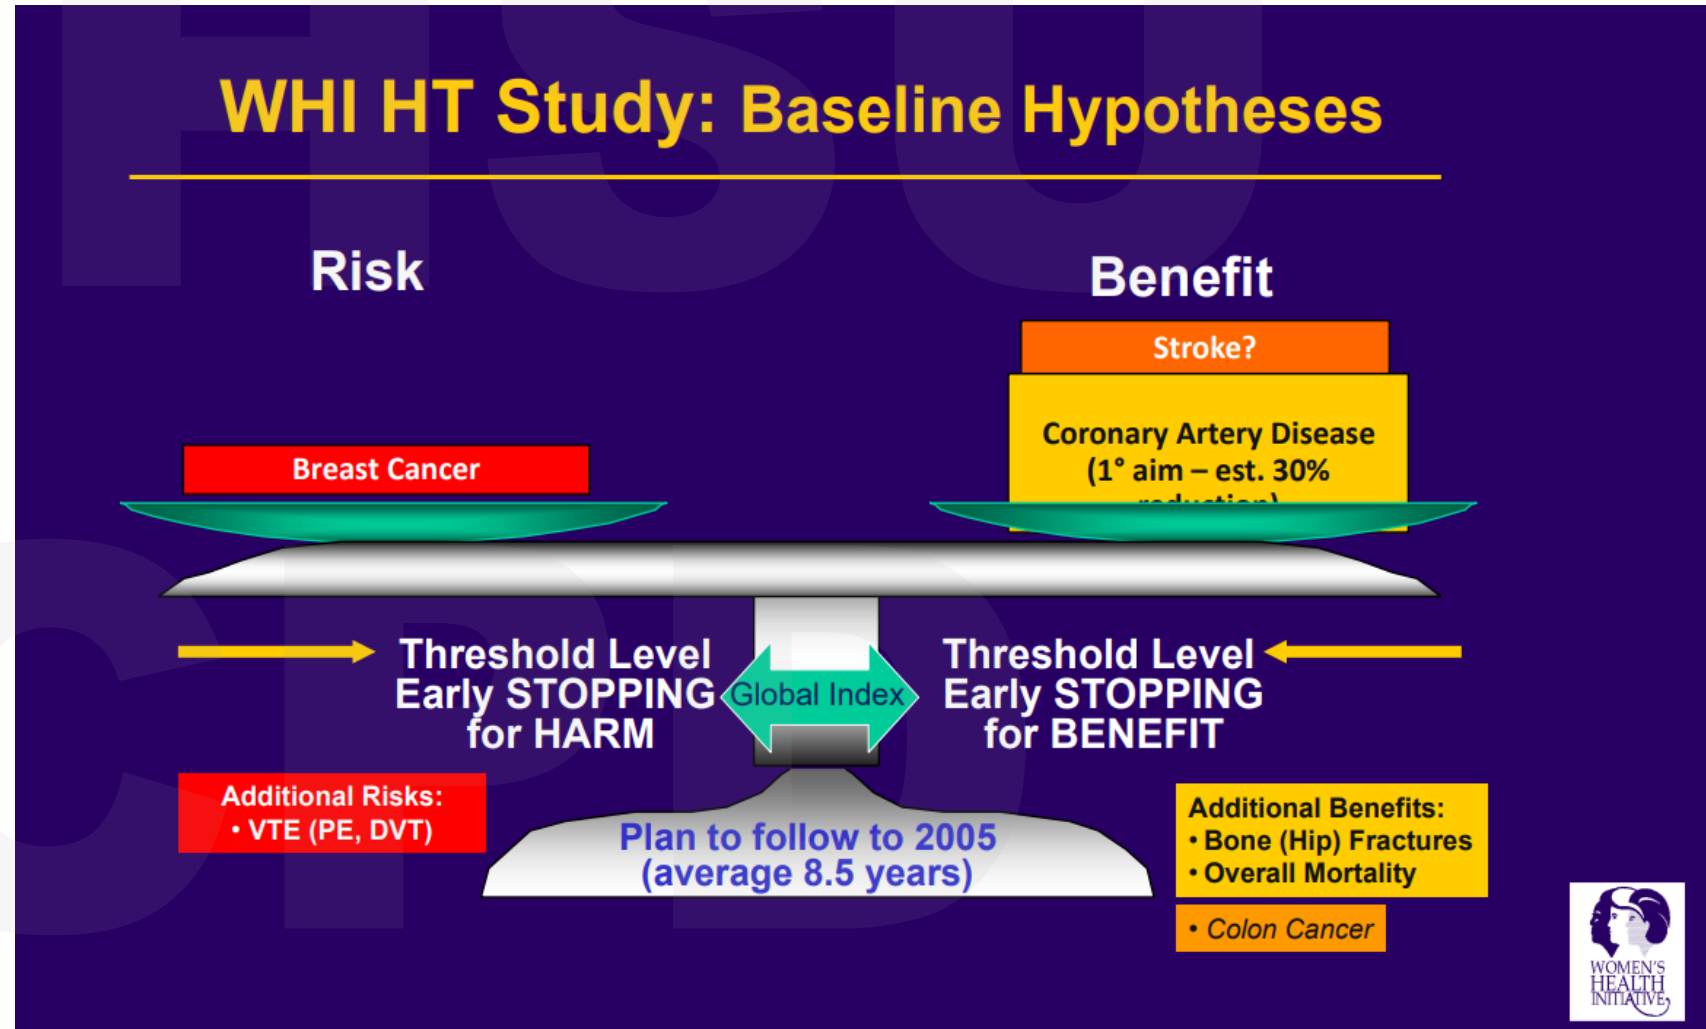 WHI HT Study: Baseline Hypotheses
Risk
Benefit
Stroke?
Breast Cancer
Coronary Artery Disease
(1° aim – est. 30%
Threshold Level
Early STOPPING
for HARM
Global Index
Threshold Level
Early STOPPING
for BENEFIT
Additional Risks:
• VTE (PE, DVT)
Plan to follow to 2005
(average 8.5 years)
Additional Benefits:
• Bone (Hip) Fractures
• Overall Mortality
• Colon Cancer
WOMEN'S
HEALTH
INITIATIVE
HSU
CPD